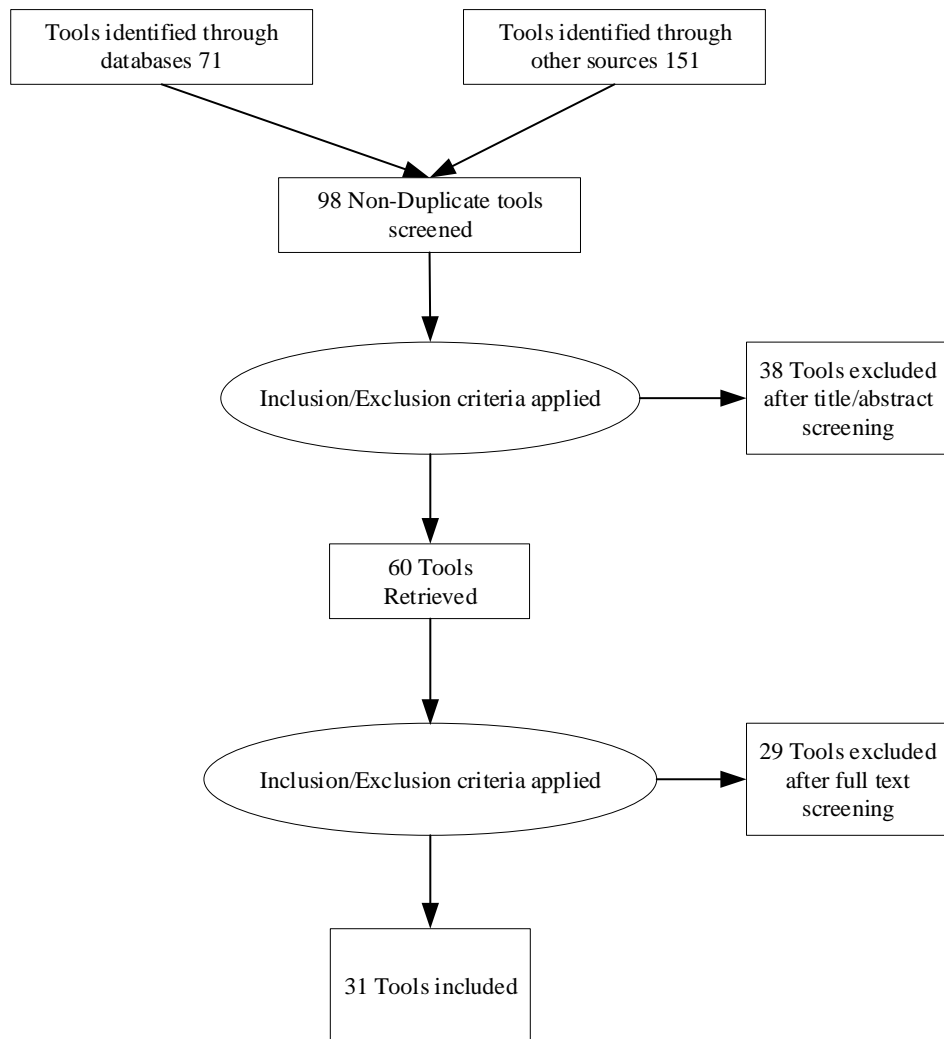 Tools identified through
databases 71
Tools identified through
other sources 151
98 Non-Duplicate tools
screened
Inclusion/Exclusion criteria applied
38 Tools excluded
after title/abstract
screening
60 Tools
Retrieved
Inclusion/Exclusion criteria applied
29 Tools excluded
after full text
screening
31 Tools included